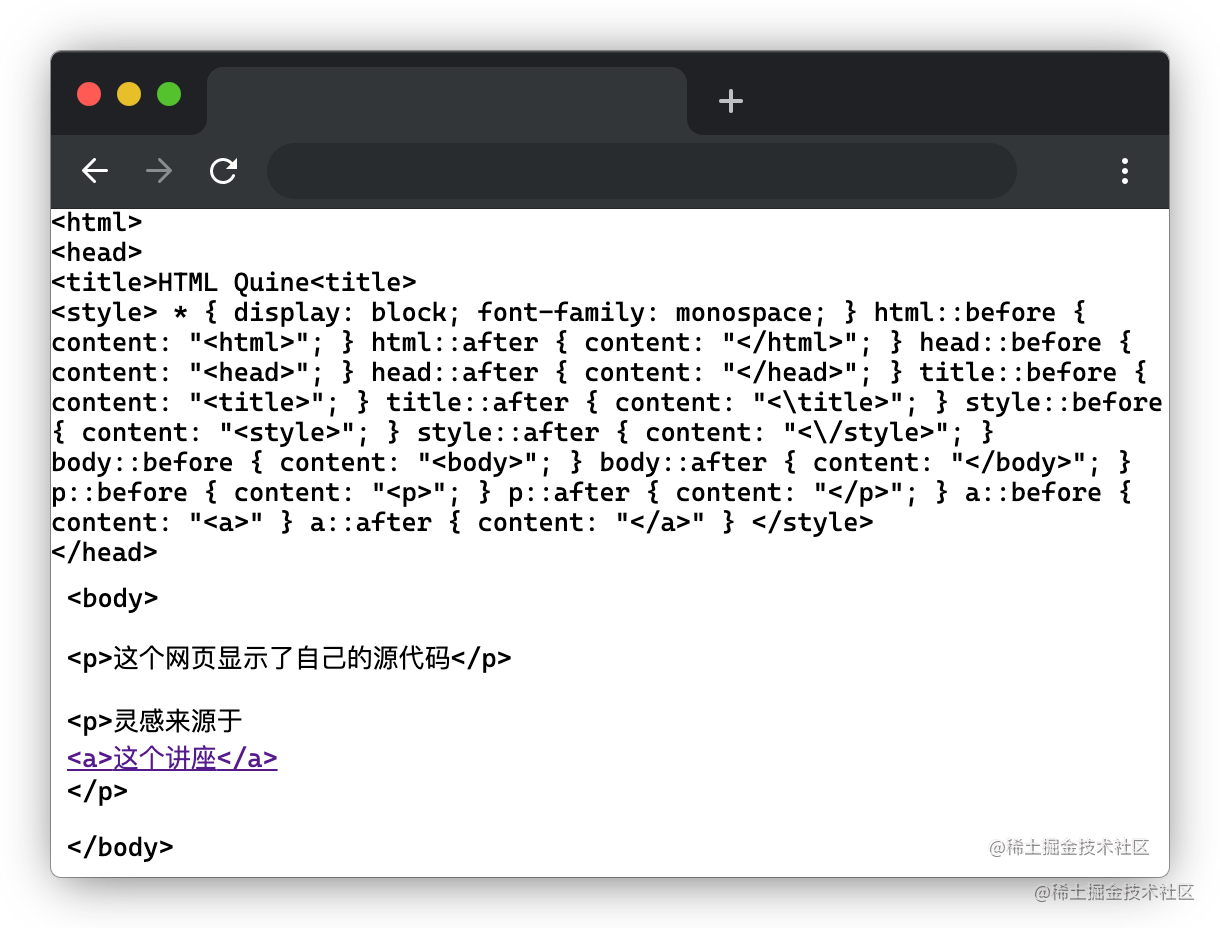 <html>
<head>
<title>HTML Quine<title>
<style> * { display: block; font-family: monospace; } html::before {
content: "<html>"; } html::after { content: "</html>"; } head::before {
content: "<head>"; } head::after { content: "</head>"; } title::before {
content: "<title>"; } title::after { content: "<\title>"; } style::before
{ content: "<style>"; } style::after { content: "<\/style>"; }
body::before { content: "<body>"; } body::after { content: "</body>"; }
p::before { content: "<p>"; } p::after { content: "</p>"; } a::before {
content: "<a>" } a::after { content: "</a>" } </style>
</head>
<body>
<p>这个网页显示了自己的源代码</p>
<p>灵感来源于
<a>这个讲座</a>
</p>
</body>
@稀土掘金技术社区
@稀土掘金技术社区